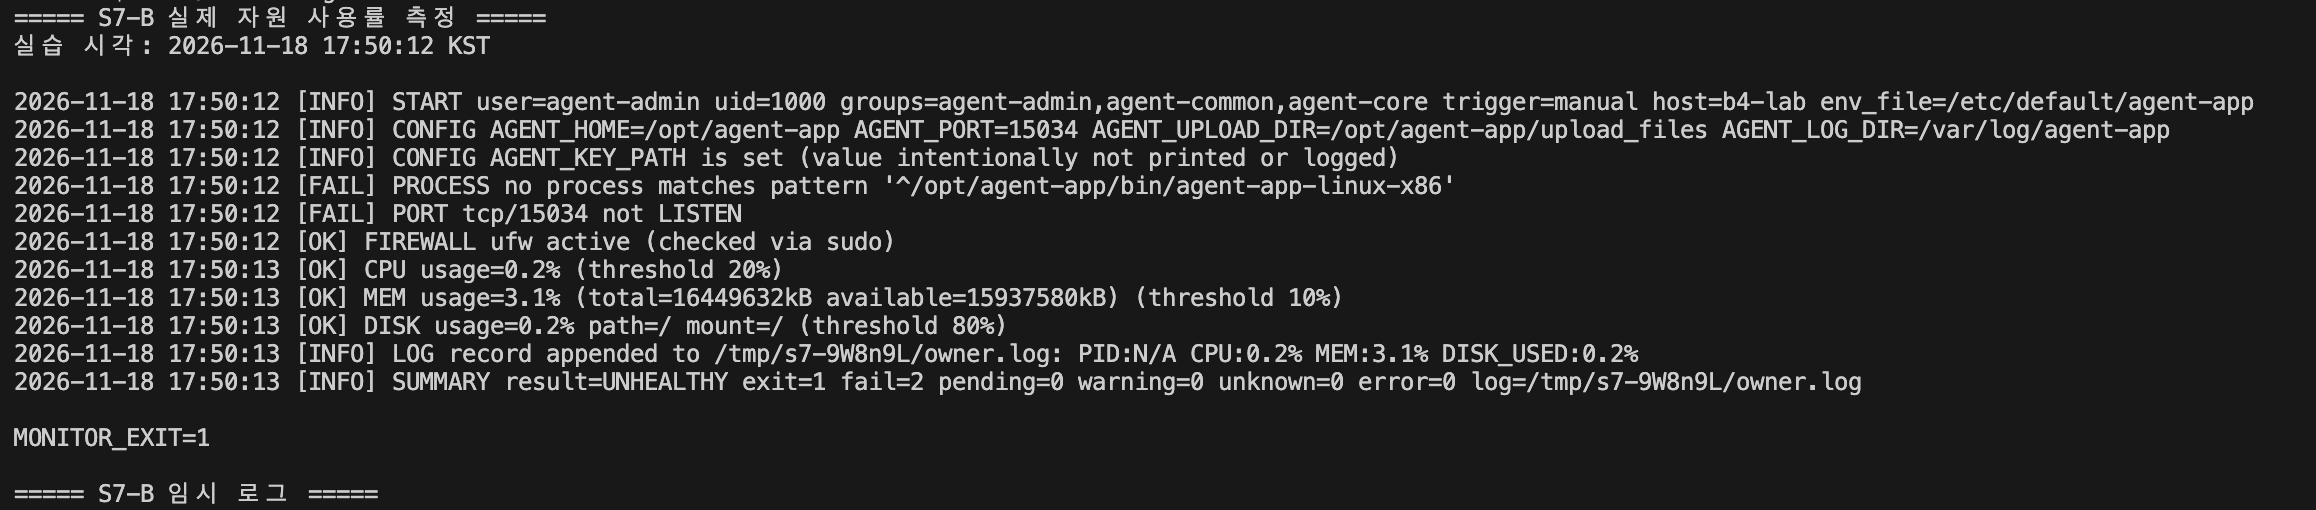 ===== S7-B 실제 자원 사용률 측정 =====
실습 시각: 2026-11-18 17:50:12 KST
2026-11-18 17:50:12 [INFO] START user=agent-admin uid=1000 groups=agent-admin,agent-common,agent-core trigger=manual host=b4-lab env_file=/etc/default/agent-app
2026-11-18 17:50:12 [INFO] CONFIG AGENT_HOME=/opt/agent-app AGENT_PORT=15034 AGENT_UPLOAD_DIR=/opt/agent-app/upload_files AGENT_LOG_DIR=/var/log/agent-app
2026-11-18 17:50:12 [INFO] CONFIG AGENT_KEY_PATH is set (value intentionally not printed or logged)
2026-11-18 17:50:12 [FAIL] PROCESS no process matches pattern '^/opt/agent-app/bin/agent-app-linux-x86'
2026-11-18 17:50:12 [FAIL] PORT tcp/15034 not LISTEN
2026-11-18 17:50:12 [OK] FIREWALL ufw active (checked via sudo)
2026-11-18 17:50:13 [OK] CPU usage=0.2% (threshold 20%)
2026-11-18 17:50:13 [OK] MEM usage=3.1% (total=16449632kB available=15937580kB) (threshold 10%)
2026-11-18 17:50:13 [OK] DISK usage=0.2% path=/ mount=/ (threshold 80%)
2026-11-18 17:50:13 [INFO] LOG record appended to /tmp/s7-9W8n9L/owner.log: PID:N/A CPU:0.2% MEM:3.1% DISK_USED:0.2%
2026-11-18 17:50:13 [INFO] SUMMARY result=UNHEALTHY exit=1 fail=2 pending=0 warning=0 unknown=0 error=0 log=/tmp/s7-9W8n9L/owner.log
MONITOR_EXIT=1
===== S7-B 임시 로그 =====